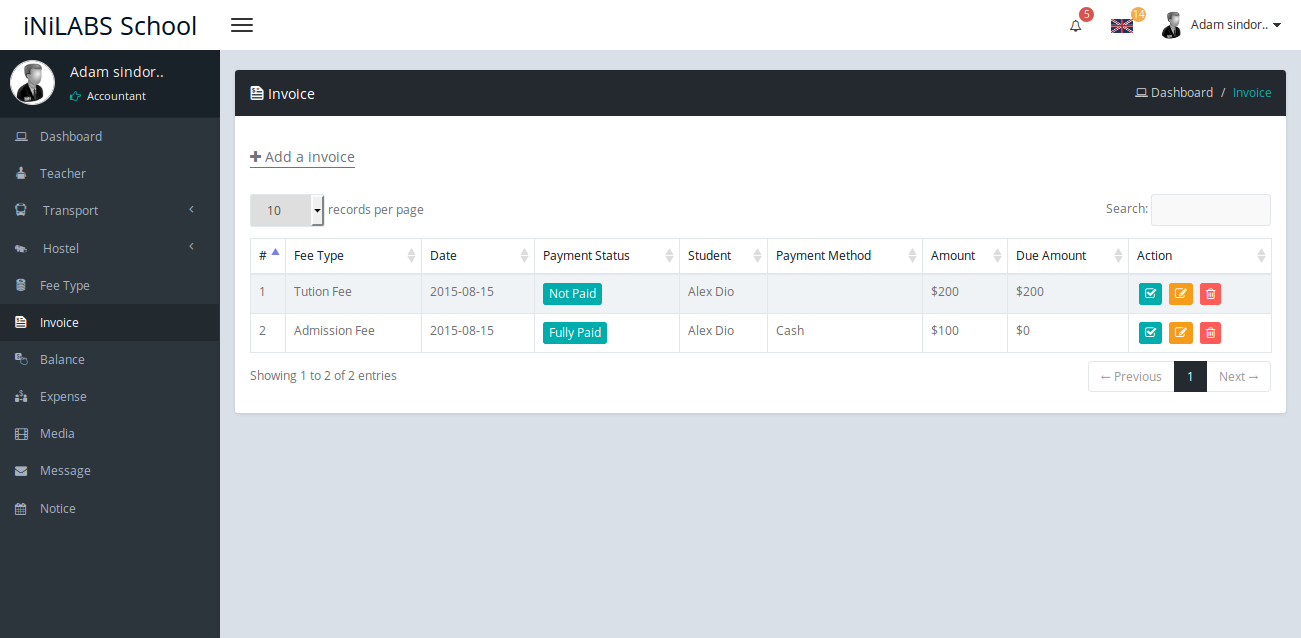 iNiLABS School
5
14
Adam sindor..
Adam sindor..
Accountant
Dashboard
Teacher
Transport
Hostel
Fee Type
Invoice
Balance
Expense
Media
Message
Notice
Invoice
Dashboard / Invoice
Add a invoice
10 records per page
Search:
# Fee Type Date Payment Status Student Payment Method Amount Due Amount Action
1 Tution Fee 2015-08-15 Not Paid Alex Dio $200 $200
2 Admission Fee 2015-08-15 Fully Paid Alex Dio Cash $100 $0
Showing 1 to 2 of 2 entries
← Previous 1 Next →